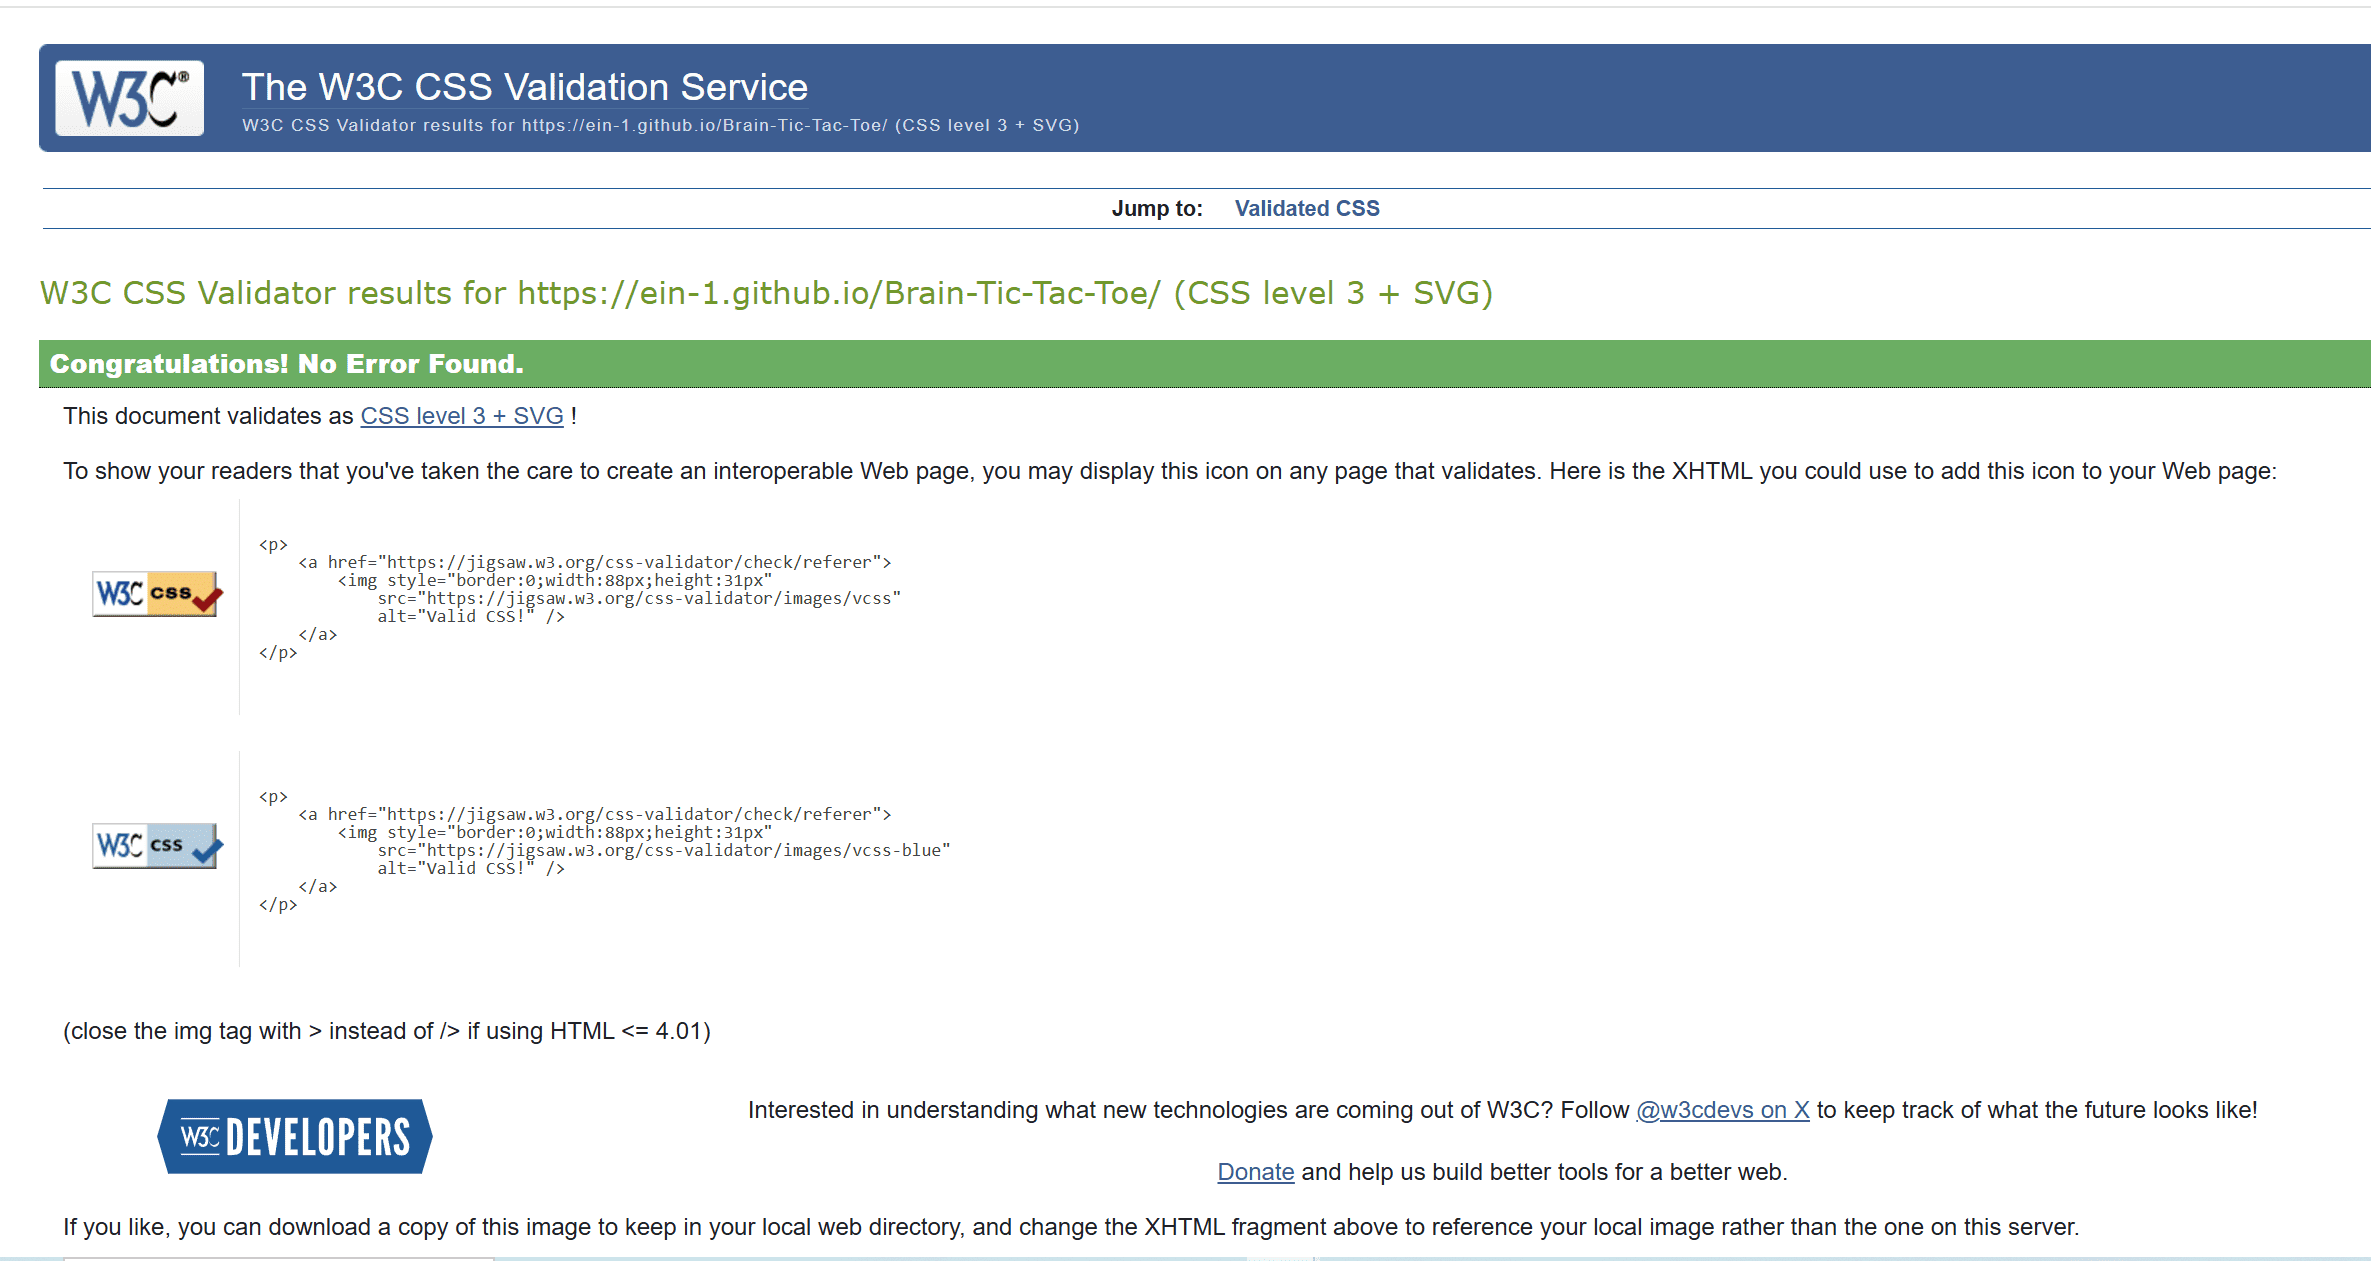 W3C®
The W3C CSS Validation Service
W3C CSS Validator results for https://ein-1.github.io/Brain-Tic-Tac-Toe/ (CSS level 3 + SVG)
Jump to: Validated CSS
W3C CSS Validator results for https://ein-1.github.io/Brain-Tic-Tac-Toe/ (CSS level 3 + SVG)
Congratulations! No Error Found.
This document validates as CSS level 3 + SVG !
To show your readers that you've taken the care to create an interoperable Web page, you may display this icon on any page that validates. Here is the XHTML you could use to add this icon to your Web page:
W3C css
<p>
<a href="https://jigsaw.w3.org/css-validator/check/referer">
<img style="border:0;width:88px;height:31px"
src="https://jigsaw.w3.org/css-validator/images/vcss"
alt="Valid CSS!" />
</a>
</p>
W3C css
<p>
<a href="https://jigsaw.w3.org/css-validator/check/referer">
<img style="border:0;width:88px;height:31px"
src="https://jigsaw.w3.org/css-validator/images/vcss-blue"
alt="Valid CSS!" />
</a>
</p>
(close the img tag with > instead of /> if using HTML <= 4.01)
W3C DEVELOPERS
Interested in understanding what new technologies are coming out of W3C? Follow @w3cdevs on X to keep track of what the future looks like!
Donate and help us build better tools for a better web.
If you like, you can download a copy of this image to keep in your local web directory, and change the XHTML fragment above to reference your local image rather than the one on this server.